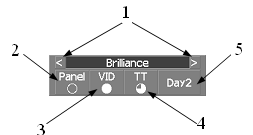 1
< Brilliance >
2 Panel VID TT Day2 5
3 4